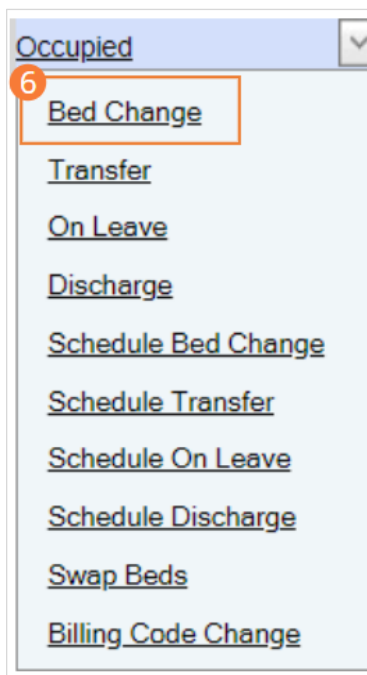 Occupied
6
Bed Change
Transfer
On Leave
Discharge
Schedule Bed Change
Schedule Transfer
Schedule On Leave
Schedule Discharge
Swap Beds
Billing Code Change